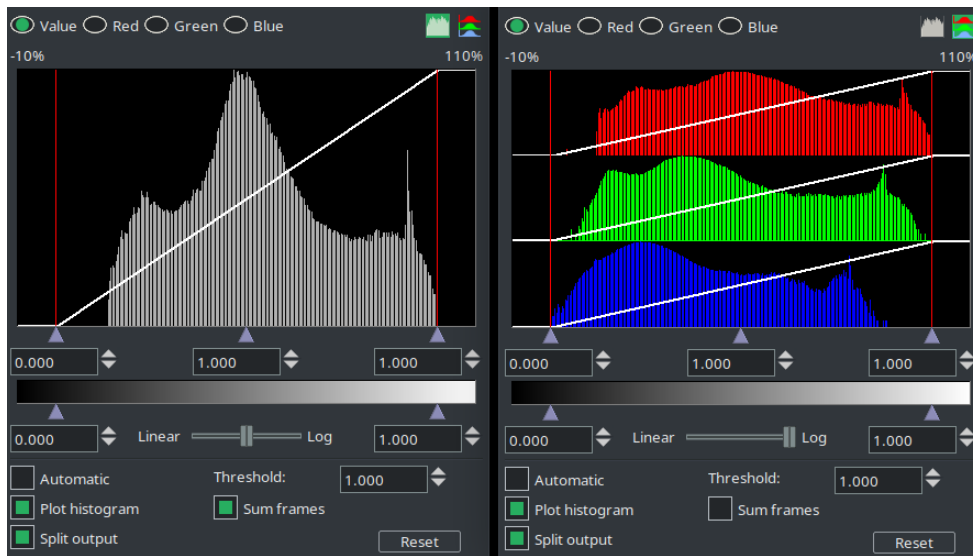 Value Red Green Blue
-10% 110%
0.000 1.000 1.000
0.000 Linear Log 1.000
Automatic Threshold: 1.000
Plot histogram Sum frames
Split output Reset
Value Red Green Blue
-10% 110%
0.000 1.000 1.000
0.000 Linear Log 1.000
Automatic Threshold: 1.000
Plot histogram Sum frames
Split output Reset